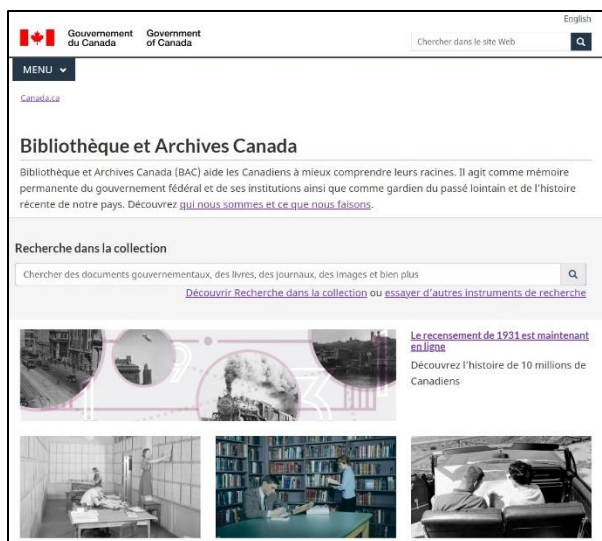 English
Gouvernement Government
du Canada of Canada
Chercher dans le site Web
MENU
Canada.ca
Bibliothèque et Archives Canada
Bibliothèque et Archives Canada (BAC) aide les Canadiens à mieux comprendre leurs racines. Il agit comme mémoire
permanente du gouvernement fédéral et de ses institutions ainsi que comme gardien du passé lointain et de l'histoire
récente de notre pays. Découvrez qui nous sommes et ce que nous faisons.
Recherche dans la collection
Chercher des documents gouvernementaux, des livres, des journaux, des images et bien plus
Découvrir Recherche dans la collection ou essayer d'autres instruments de recherche
1931
Le recensement de 1931 est maintenant
en ligne
Découvrez l'histoire de 10 millions de
Canadiens